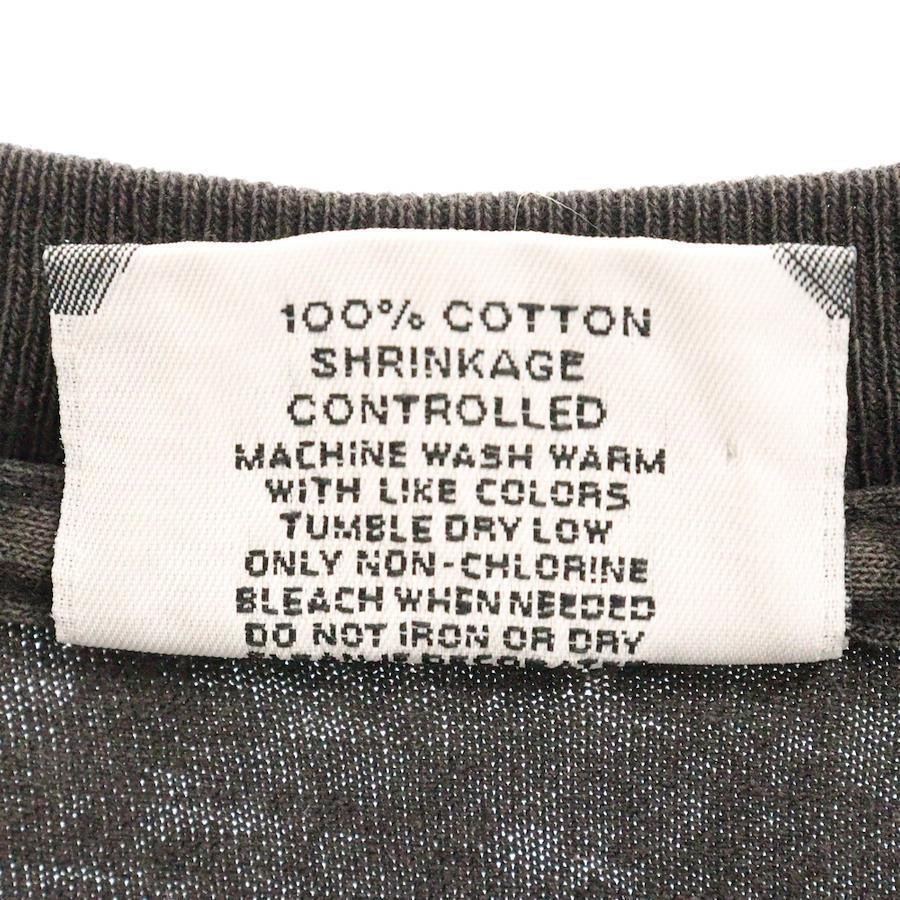 100% COTTON
SHRINKAGE
CONTROLLED
MACHINE WASH WARM
WITH LIKE COLORS
TUMBLE DRY LOW
ONLY NON-CHLORINE
BLEACH WHEN NEEDED
DO NOT IRON OR DRY